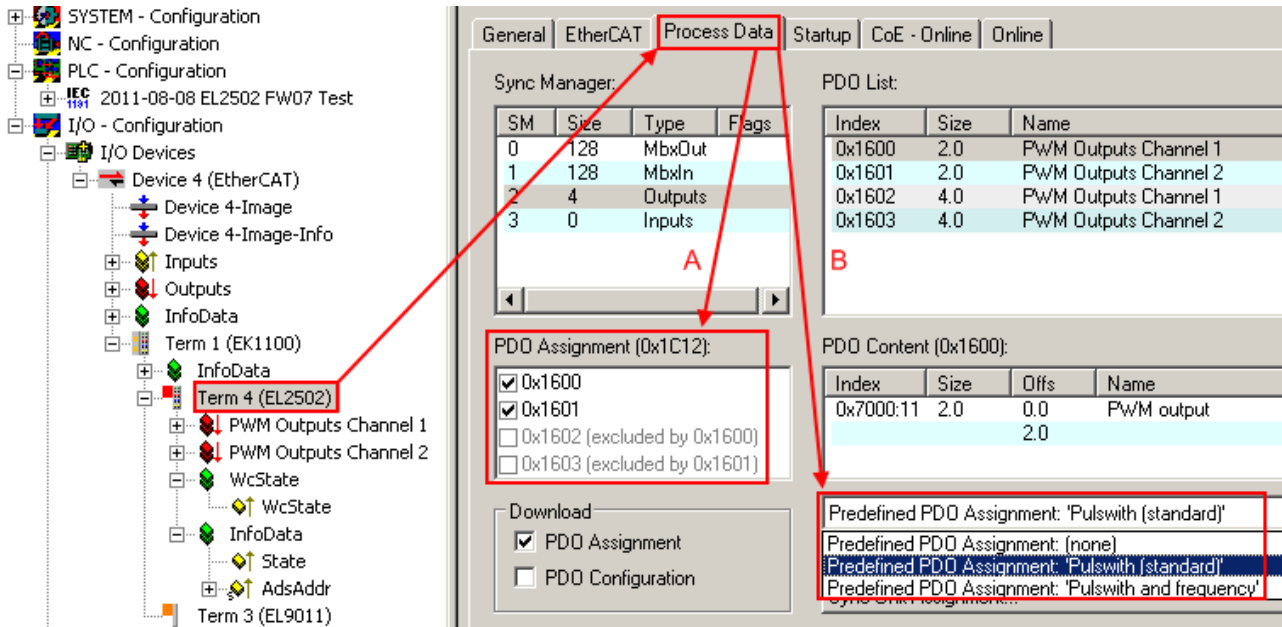 SYSTEM - Configuration
NC - Configuration
PLC - Configuration
IEC 1131 2011-08-08 EL2502 FW07 Test
I/O - Configuration
I/O Devices
Device 4 (EtherCAT)
Device 4-Image
Device 4-Image-Info
Inputs
Outputs
InfoData
Term 1 (EK1100)
InfoData
Term 4 (EL2502)
PWM Outputs Channel 1
PWM Outputs Channel 2
WcState
WcState
InfoData
State
AdsAddr
Term 3 (EL9011)
General EtherCAT Process Data Startup CoE - Online Online
Sync Manager:
SM Size Type Flags
0 128 MbxOut
1 128 MbxIn
2 4 Outputs
3 0 Inputs
A
PDO List:
Index Size Name
0x1600 2.0 PWM Outputs Channel 1
0x1601 2.0 PWM Outputs Channel 2
0x1602 4.0 PWM Outputs Channel 1
0x1603 4.0 PWM Outputs Channel 2
B
PDO Assignment (0x1C12):
0x1600
0x1601
0x1602 (excluded by 0x1600)
0x1603 (excluded by 0x1601)
PDO Content (0x1600):
Index Size Offs Name
0x7000:11 2.0 0.0 PWM output
2.0
Download
PDO Assignment
PDO Configuration
Predefined PDO Assignment: 'Pulswith (standard)'
Predefined PDO Assignment: (none)
Predefined PDO Assignment: 'Pulswith (standard)'
Predefined PDO Assignment: 'Pulswith and frequency'